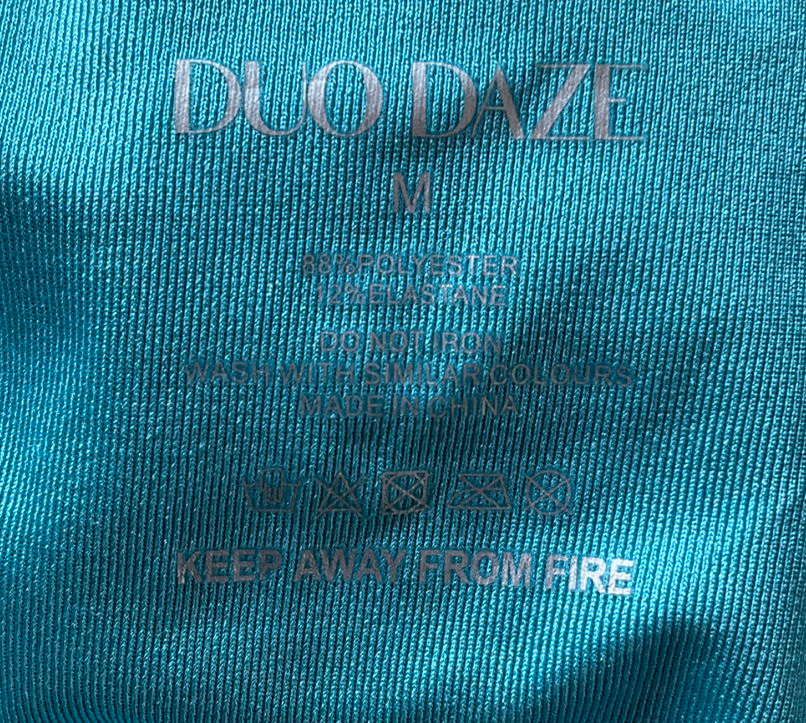 DUO DAZE
M
88%POLYESTER
12%ELASTANE
DO NOT IRON
WASH WITH SIMILAR COLOURS
MADE IN CHINA
KEEP AWAY FROM FIRE